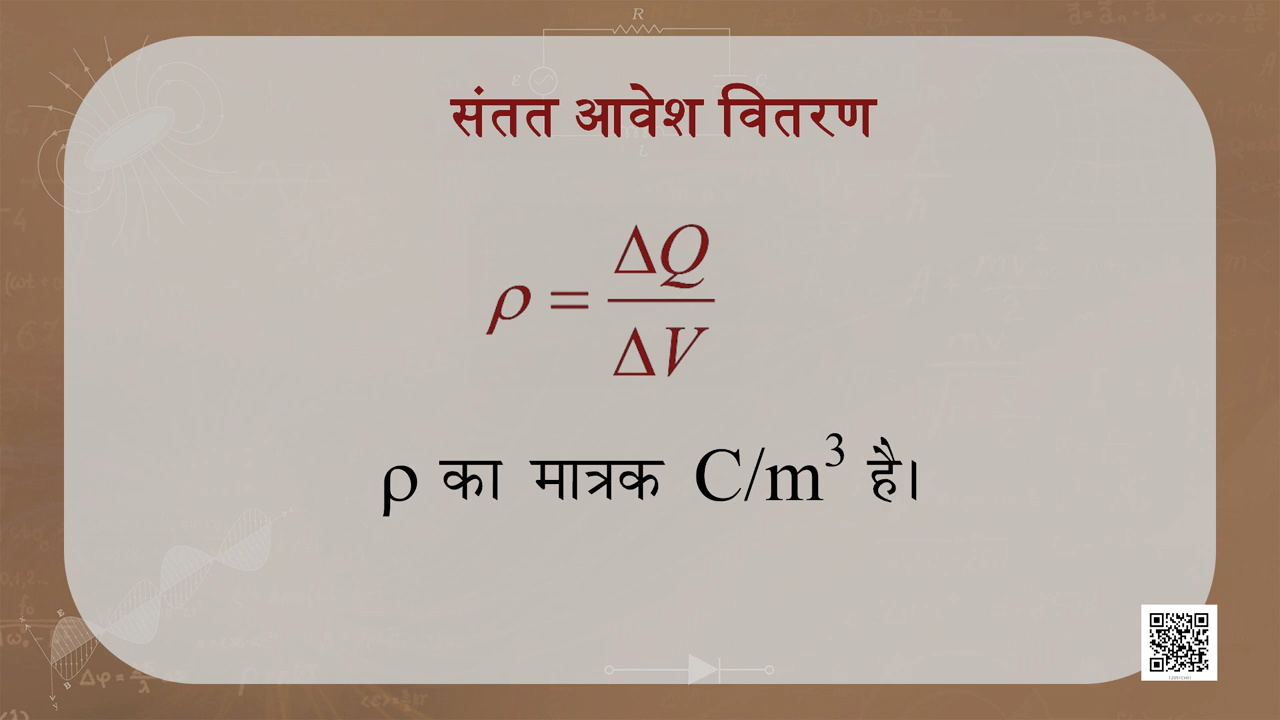 संतत आवेश वितरण
ρ = ΔQ / ΔV
ρ का मात्रक C/m³ है।